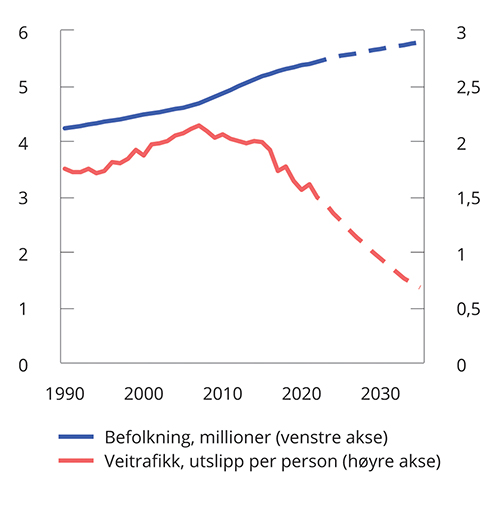 6 3
5 2,5
4 2
3 1,5
2 1
1 0,5
0 0
1990 2000 2010 2020 2030
Befolkning, millioner (venstre akse)
Veitrafikk, utslipp per person (høyre akse)